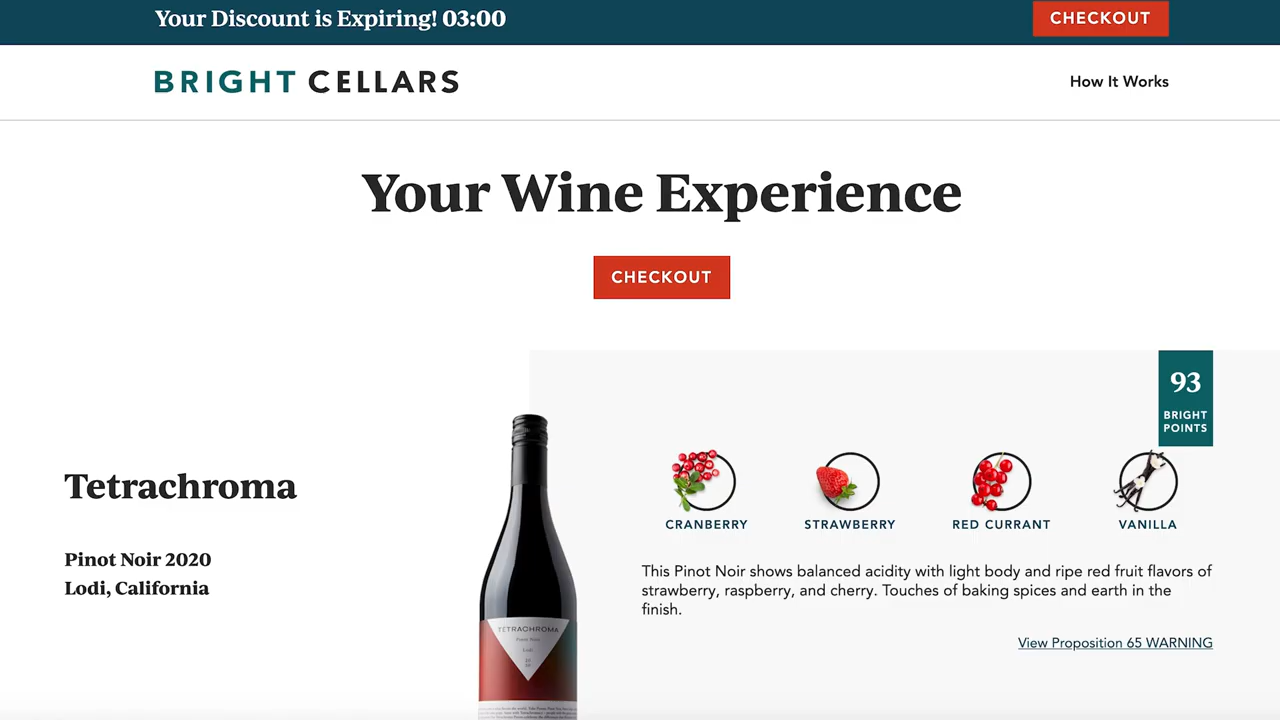 Your Discount is Expiring! 03:00
CHECKOUT
BRIGHT CELLARS
How It Works
Your Wine Experience
CHECKOUT
93
BRIGHT
POINTS
Tetrachroma
Pinot Noir 2020
Lodi, California
CRANBERRY
STRAWBERRY
RED CURRANT
VANILLA
This Pinot Noir shows balanced acidity with light body and ripe red fruit flavors of
strawberry, raspberry, and cherry. Touches of baking spices and earth in the
finish.
View Proposition 65 WARNING
TETRACHROMA
Pinot Noir
Lodi
20
20